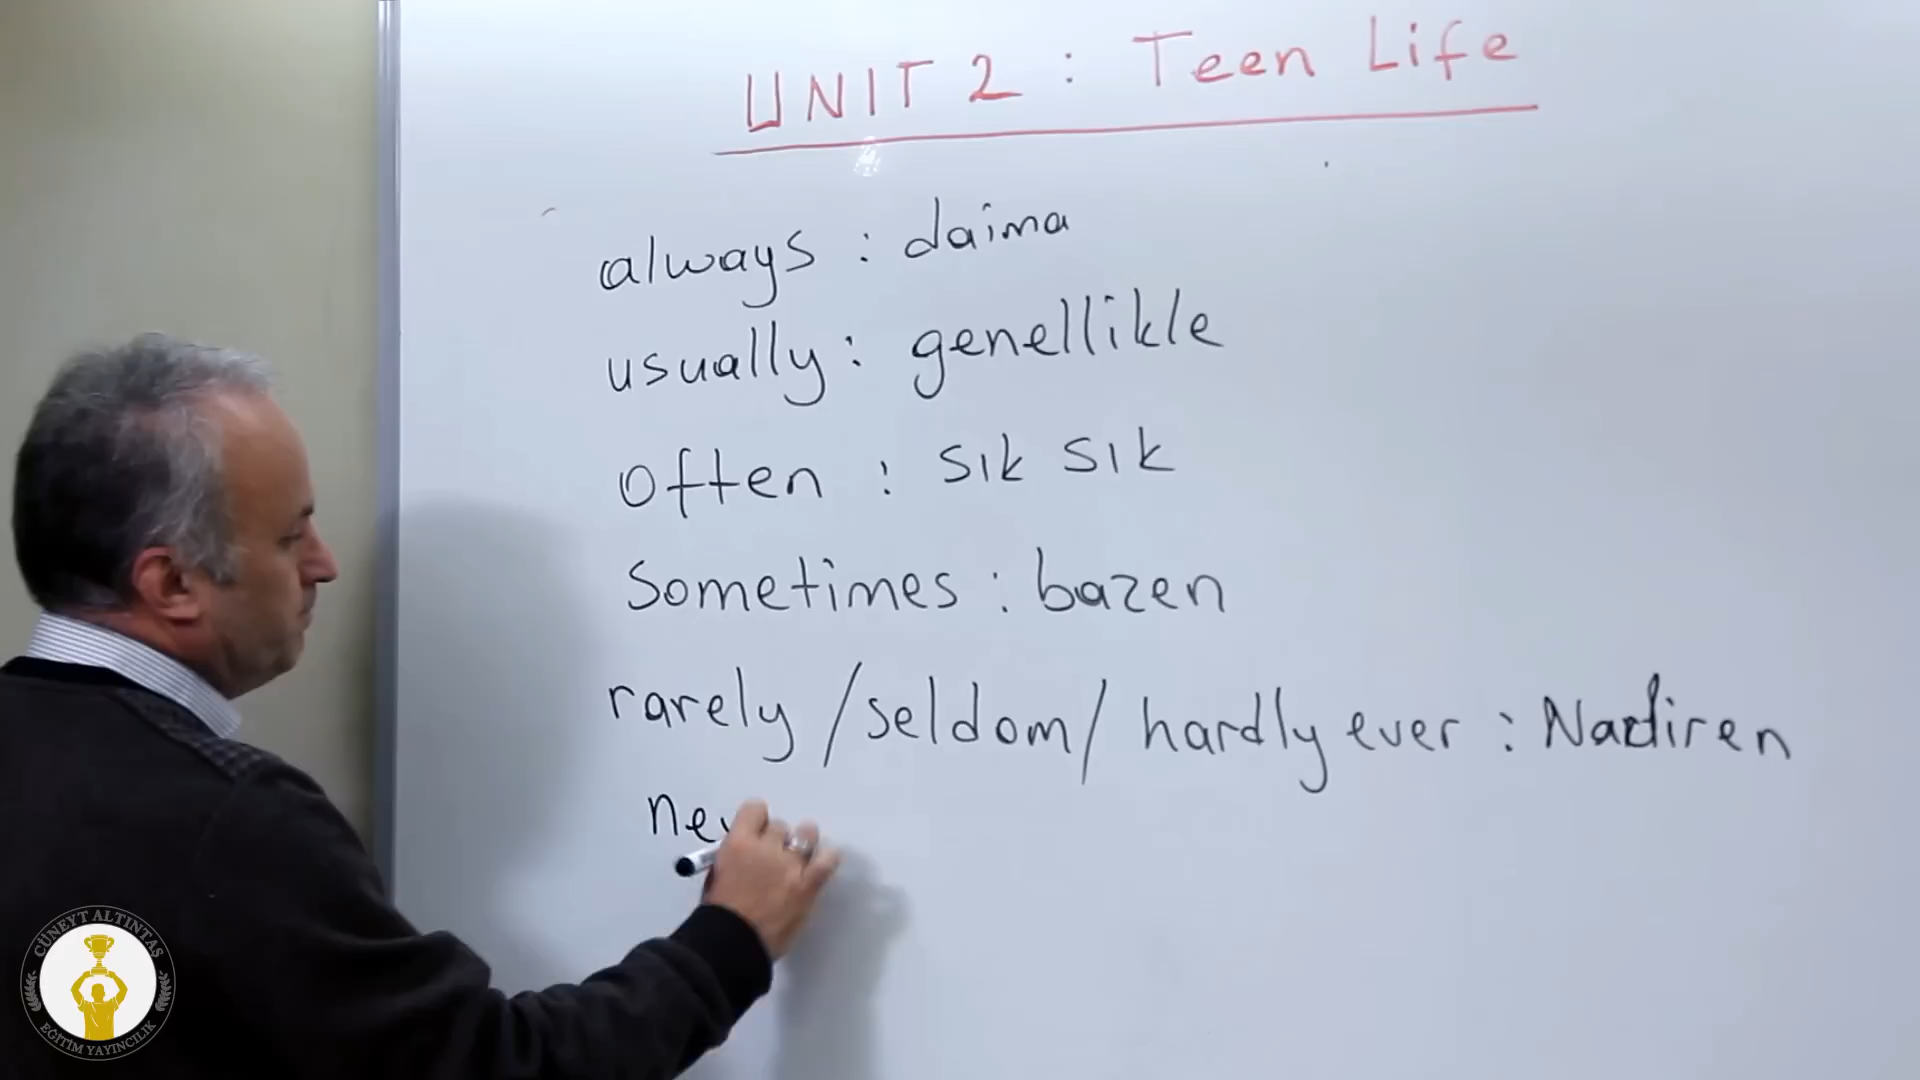 UNIT 2 : Teen Life
always : daima
usually : genellikle
often : sık sık
Sometimes : bazen
rarely / seldom / hardly ever : Nadiren
nev
CÜNEYT ALTINTAŞ
EĞİTİM YAYINCILIK